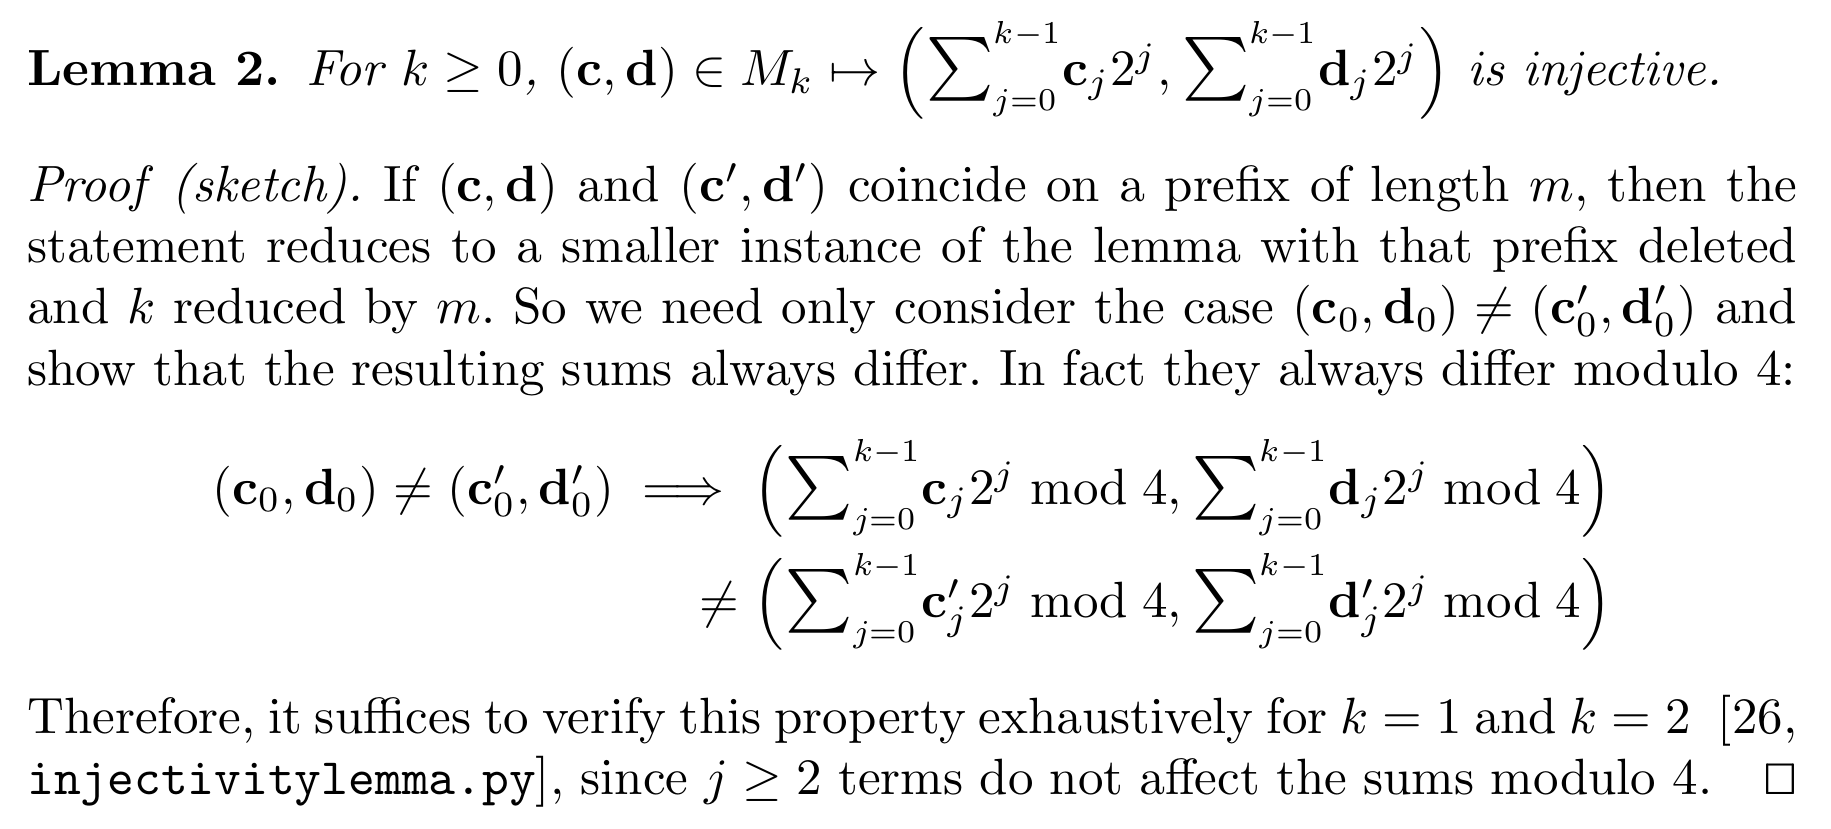 Lemma 2. For k ≥ 0, (c, d) ∈ M_k ↦ (∑_{j=0}^{k−1} c_j 2^j, ∑_{j=0}^{k−1} d_j 2^j) is injective.
Proof (sketch). If (c, d) and (c′, d′) coincide on a prefix of length m, then the
statement reduces to a smaller instance of the lemma with that prefix deleted
and k reduced by m. So we need only consider the case (c_0, d_0) ≠ (c′_0, d′_0) and
show that the resulting sums always differ. In fact they always differ modulo 4:
(c_0, d_0) ≠ (c′_0, d′_0) ⟹ (∑_{j=0}^{k−1} c_j 2^j mod 4, ∑_{j=0}^{k−1} d_j 2^j mod 4)
≠ (∑_{j=0}^{k−1} c′_j 2^j mod 4, ∑_{j=0}^{k−1} d′_j 2^j mod 4)
Therefore, it suffices to verify this property exhaustively for k = 1 and k = 2 [26,
injectivitylemma.py], since j ≥ 2 terms do not affect the sums modulo 4. □